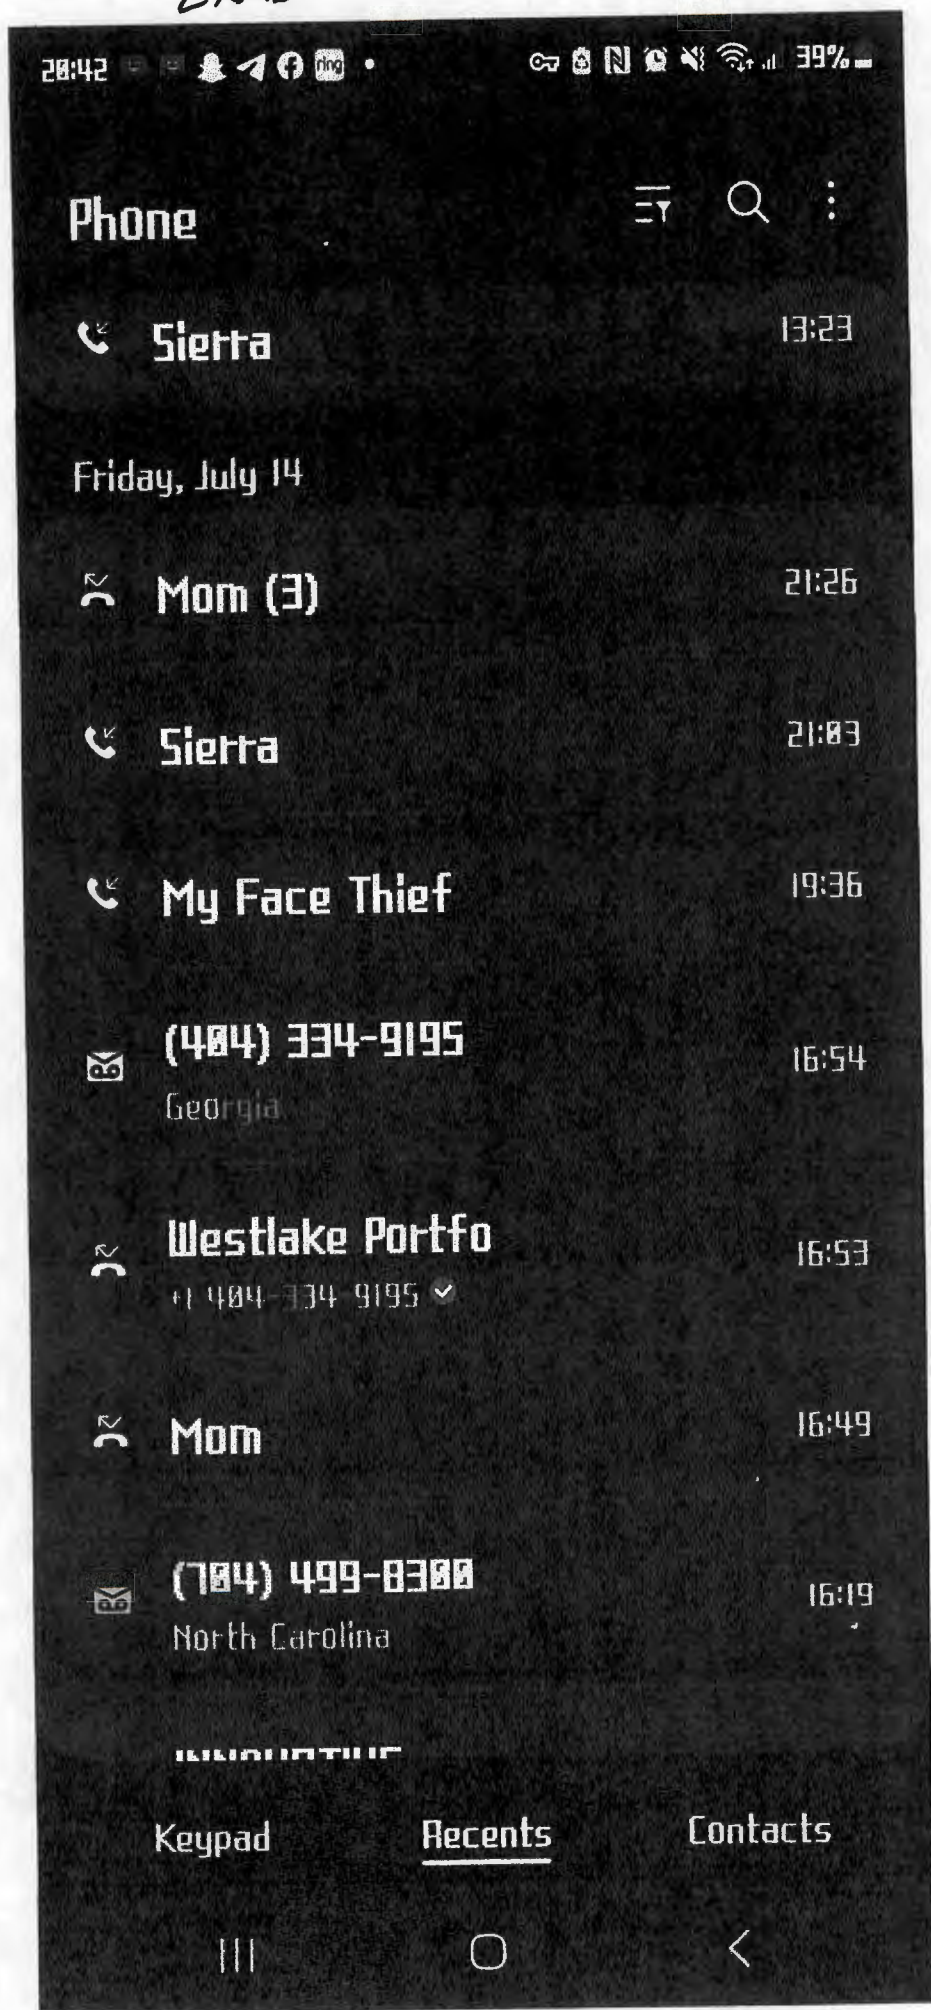 20:42 ring 39%
Phone
Sierra 13:23
Friday, July 14
Mom (3) 21:26
Sierra 21:03
My Face Thief 19:36
(404) 334-9195 16:54
Georgia
Westlake Portfo 16:53
+1 404-334-9195
Mom 16:49
(704) 499-8300 16:19
North Carolina
Keypad Recents Contacts